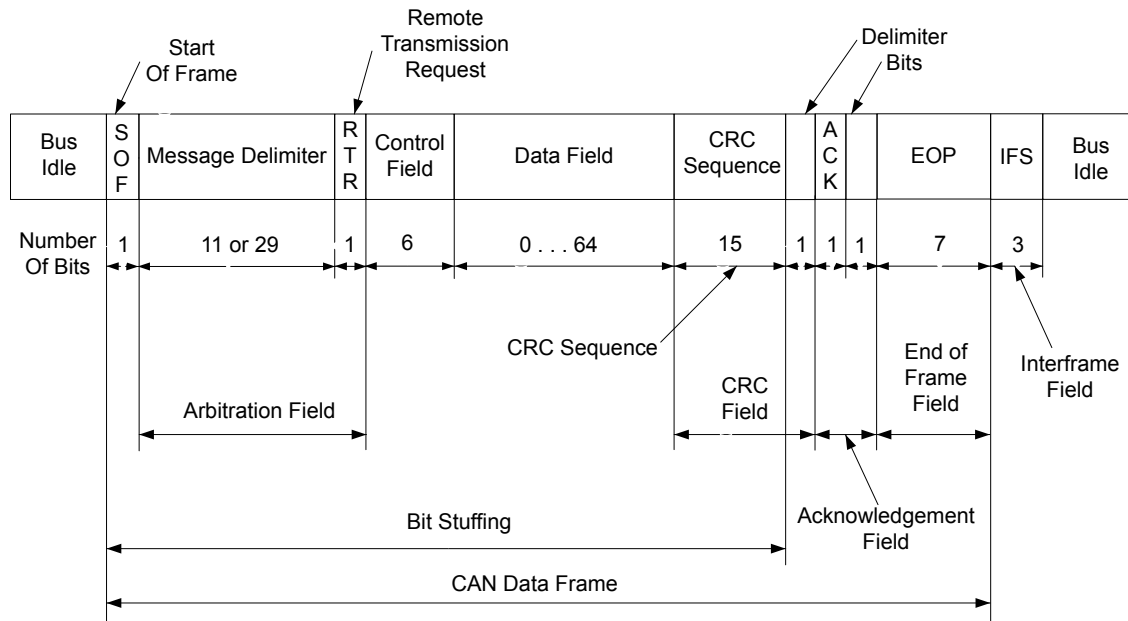 Start
Of Frame
Remote
Transmission
Request
Delimiter
Bits
Bus
Idle
S
O
F
Message Delimiter
R
T
R
Control
Field
Data Field
CRC
Sequence
A
C
K
EOP
IFS
Bus
Idle
Number
Of Bits
1
11 or 29
1
6
0 . . . 64
15
1
1
1
7
3
CRC Sequence
End of
Frame
Field
Interframe
Field
Arbitration Field
CRC
Field
Bit Stuffing
Acknowledgement
Field
CAN Data Frame